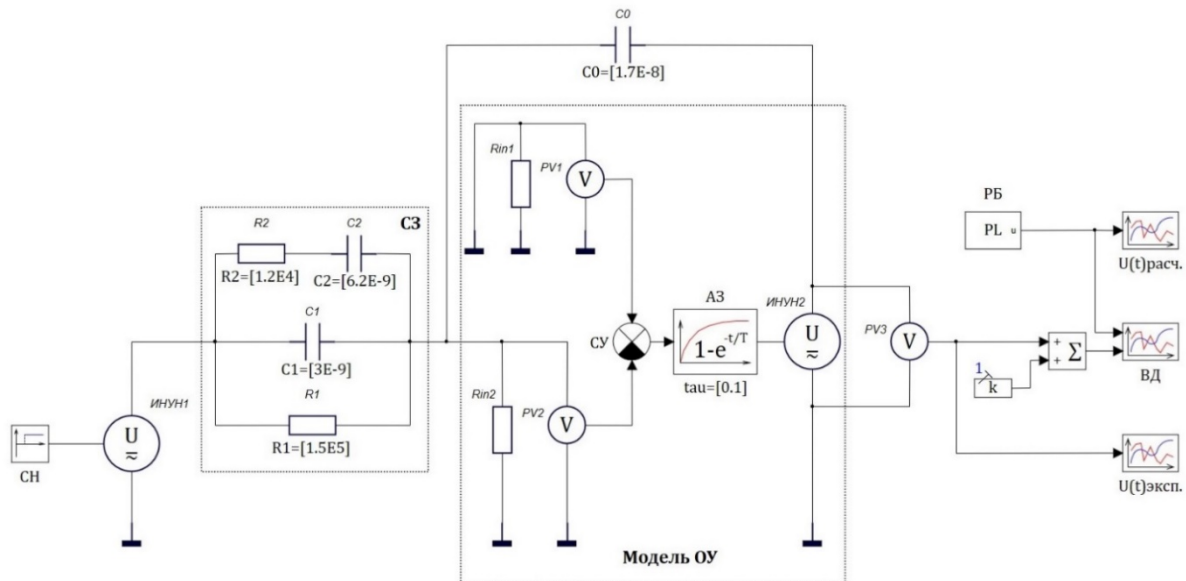 C0
C0=[1.7E-8]
Rin1
PV1
V
РБ
PL u
U(t)расч.
СЗ
R2
C2
R2=[1.2E4]
C2=[6.2E-9]
C1
C1=[3E-9]
R1
R1=[1.5E5]
ИНУН1
U
СН
СУ
АЗ
1-e-t/T
tau=[0.1]
ИНУН2
U
PV3
V
+
+
Σ
1
k
ВД
Rin2
PV2
V
U(t)эксп.
Модель ОУ